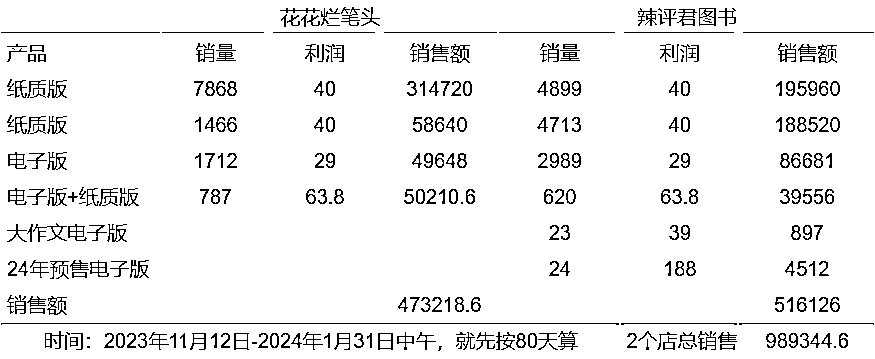 花花烂笔头 辣评君图书
产品 销量 利润 销售额 销量 利润 销售额
纸质版 7868 40 314720 4899 40 195960
纸质版 1466 40 58640 4713 40 188520
电子版 1712 29 49648 2989 29 86681
电子版+纸质版 787 63.8 50210.6 620 63.8 39556
大作文电子版 23 39 897
24年预售电子版 24 188 4512
销售额 473218.6 516126
时间：2023年11月12日-2024年1月31日中午，就先按80天算 2个店总销售 989344.6